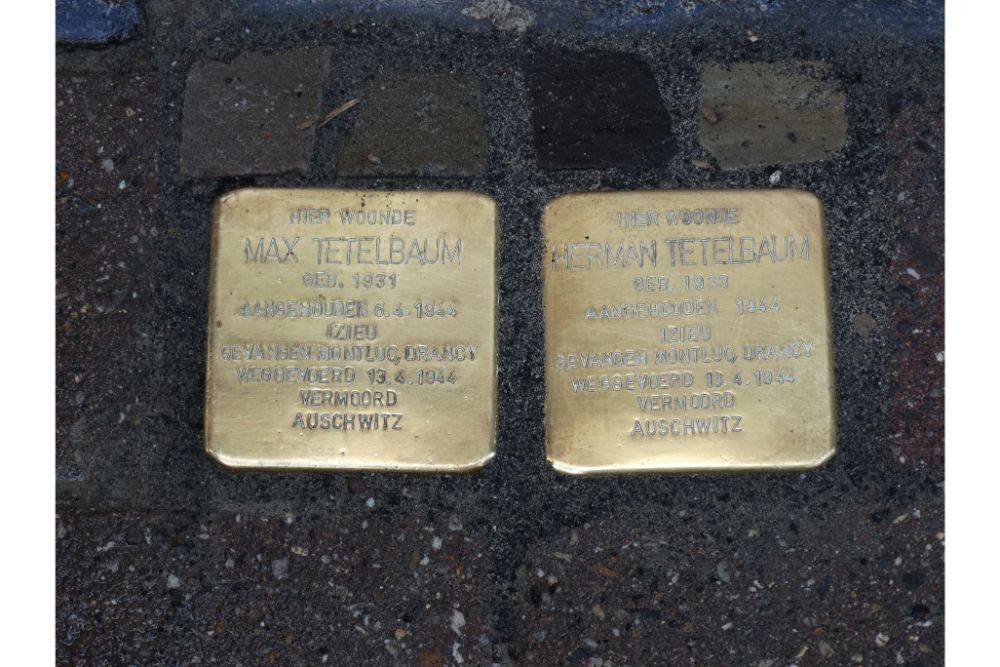 HIER WOONDE
MAX TETELBAUM
GEB. 1931
AANGEHOUDEN 6.4.1944
IZIEU
GEVANGEN MONTLUC, DRANCY
WEGGEVOERD 13.4.1944
VERMOORD
AUSCHWITZ
HIER WOONDE
HERMAN TETELBAUM
GEB. 1933
AANGEHOUDEN 1944
IZIEU
GEVANGEN MONTLUC, DRANCY
WEGGEVOERD 13.4.1944
VERMOORD
AUSCHWITZ